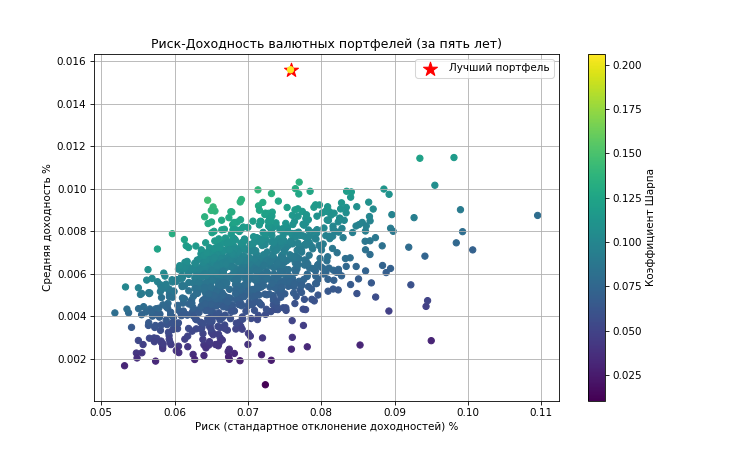 Риск-Доходность валютных портфелей (за пять лет)
Лучший портфель
Средняя доходность %
0.016
0.014
0.012
0.010
0.008
0.006
0.004
0.002
0.05 0.06 0.07 0.08 0.09 0.10 0.11
Риск (стандартное отклонение доходностей) %
0.200
0.175
0.150
0.125
0.100
0.075
0.050
0.025
Коэффициент Шарпа